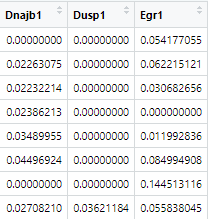 Dnajb1 Dusp1 Egr1
0.00000000 0.00000000 0.054177055
0.02263075 0.00000000 0.062215121
0.02232214 0.00000000 0.030682656
0.02386213 0.00000000 0.000000000
0.03489955 0.00000000 0.011992836
0.04496924 0.00000000 0.084994908
0.00000000 0.00000000 0.144513116
0.02708210 0.03621184 0.055838045